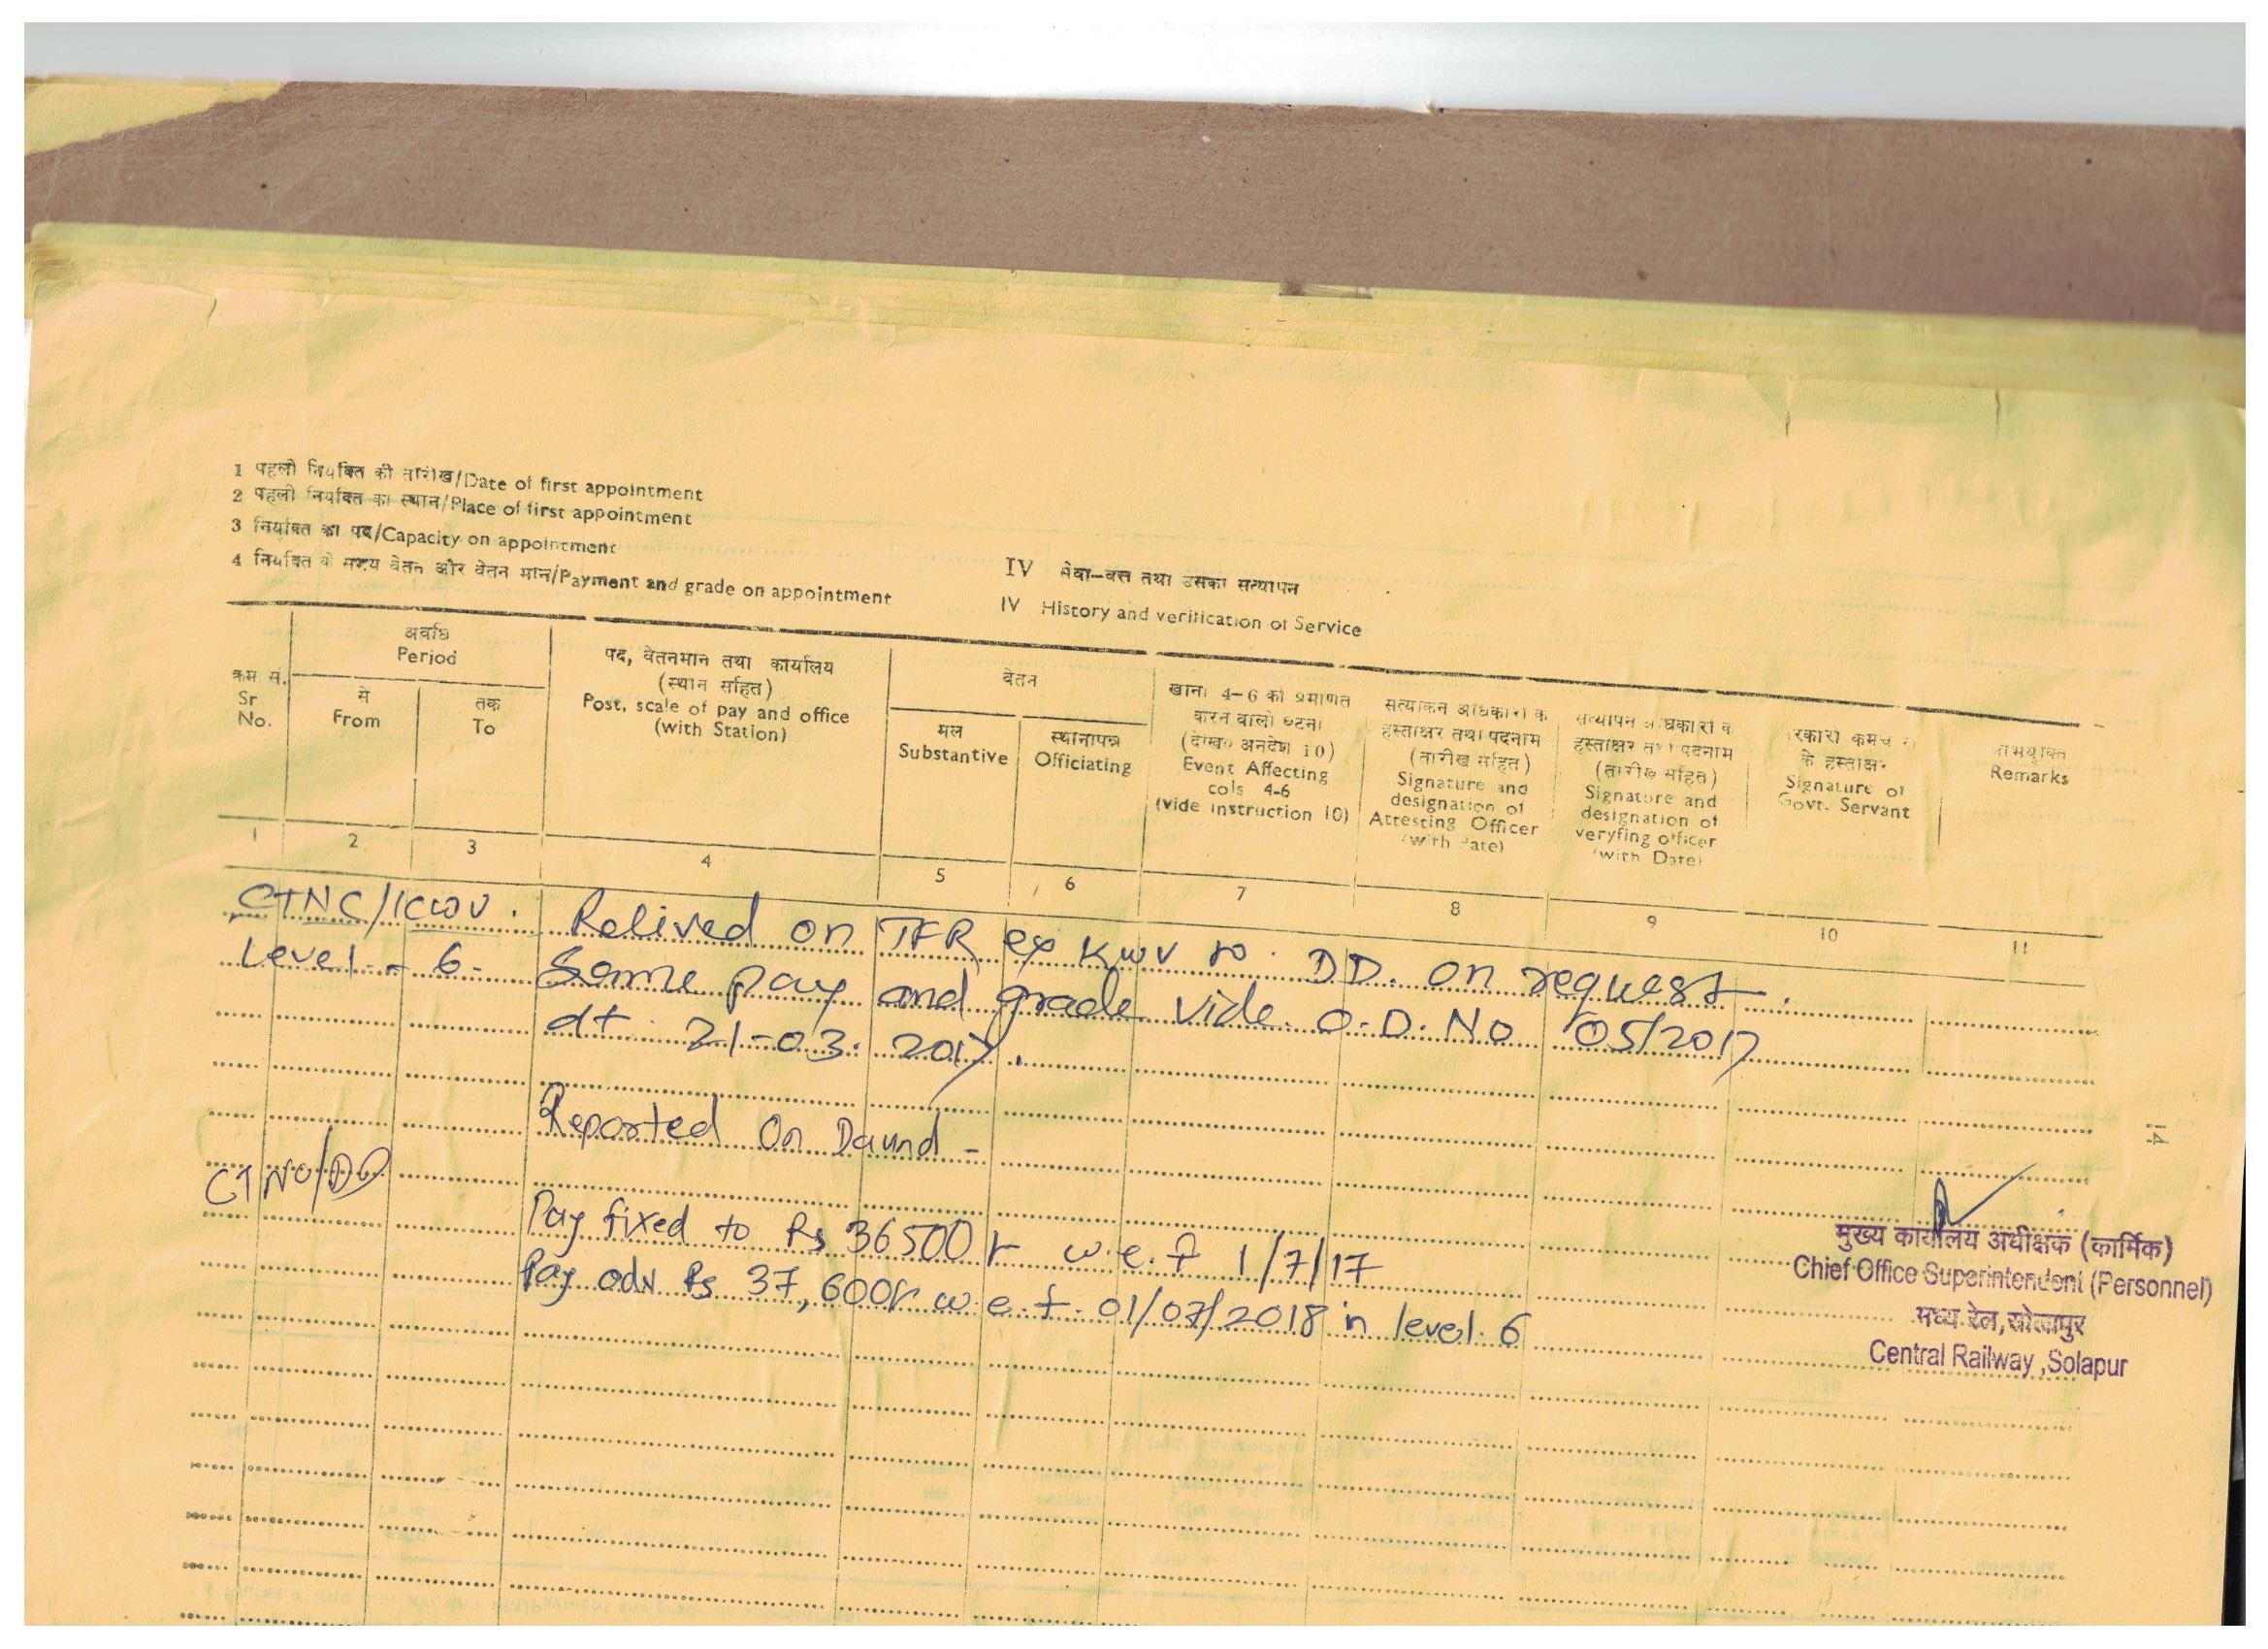 1 पहली नियुक्ति की तारीख/Date of first appointment
2 पहली नियुक्ति का स्थान/Place of first appointment
3 नियुक्ति का पद/Capacity on appointment
4 नियुक्ति के समय वेतन और वेतन मान/Payment and grade on appointment
IV सेवा-वृत्त तथा उसका सत्यापन
IV History and verification of Service
क्रम सं.
Sr
No.
अवधि
Period
से
From
तक
To
पद, वेतनमान तथा कार्यालय
(स्थान सहित)
Post, scale of pay and office
(with Station)
वेतन
मूल
Substantive
स्थानापन्न
Officiating
खाना 4-6 को प्रमाणित
करने वाली घटना
(देखिए अनुदेश 10)
Event Affecting
cols 4-6
(vide instruction 10)
सत्यांकन अधिकारी के
हस्ताक्षर तथा पदनाम
(तारीख सहित)
Signature and
designation of
Attesting Officer
(with Date)
सत्यापन अधिकारी के
हस्ताक्षर तथा पदनाम
(तारीख सहित)
Signature and
designation of
veryfing officer
(with Date)
सरकारी कर्मचारी
के हस्ताक्षर
Signature of
Govt. Servant
Remarks
1 2 3 4 5 6 7 8 9 10 11
CTNC/KWV. Relived on TFR ex KWV to DD. on request.
Level - 6- Same pay and grade vide O.O. No 05/2017
dt. 21-03-2017.
Reported On Daund -
CTNC/DD
Pay fixed to Rs 36500/- w.e.f 1/7/17
Pay adv Rs 37,600/- w.e.f. 01/07/2018 in level 6
14
मुख्य कार्यालय अधीक्षक (कार्मिक)
Chief Office Superintendent (Personnel)
मध्य रेल,सोलापुर
Central Railway ,Solapur